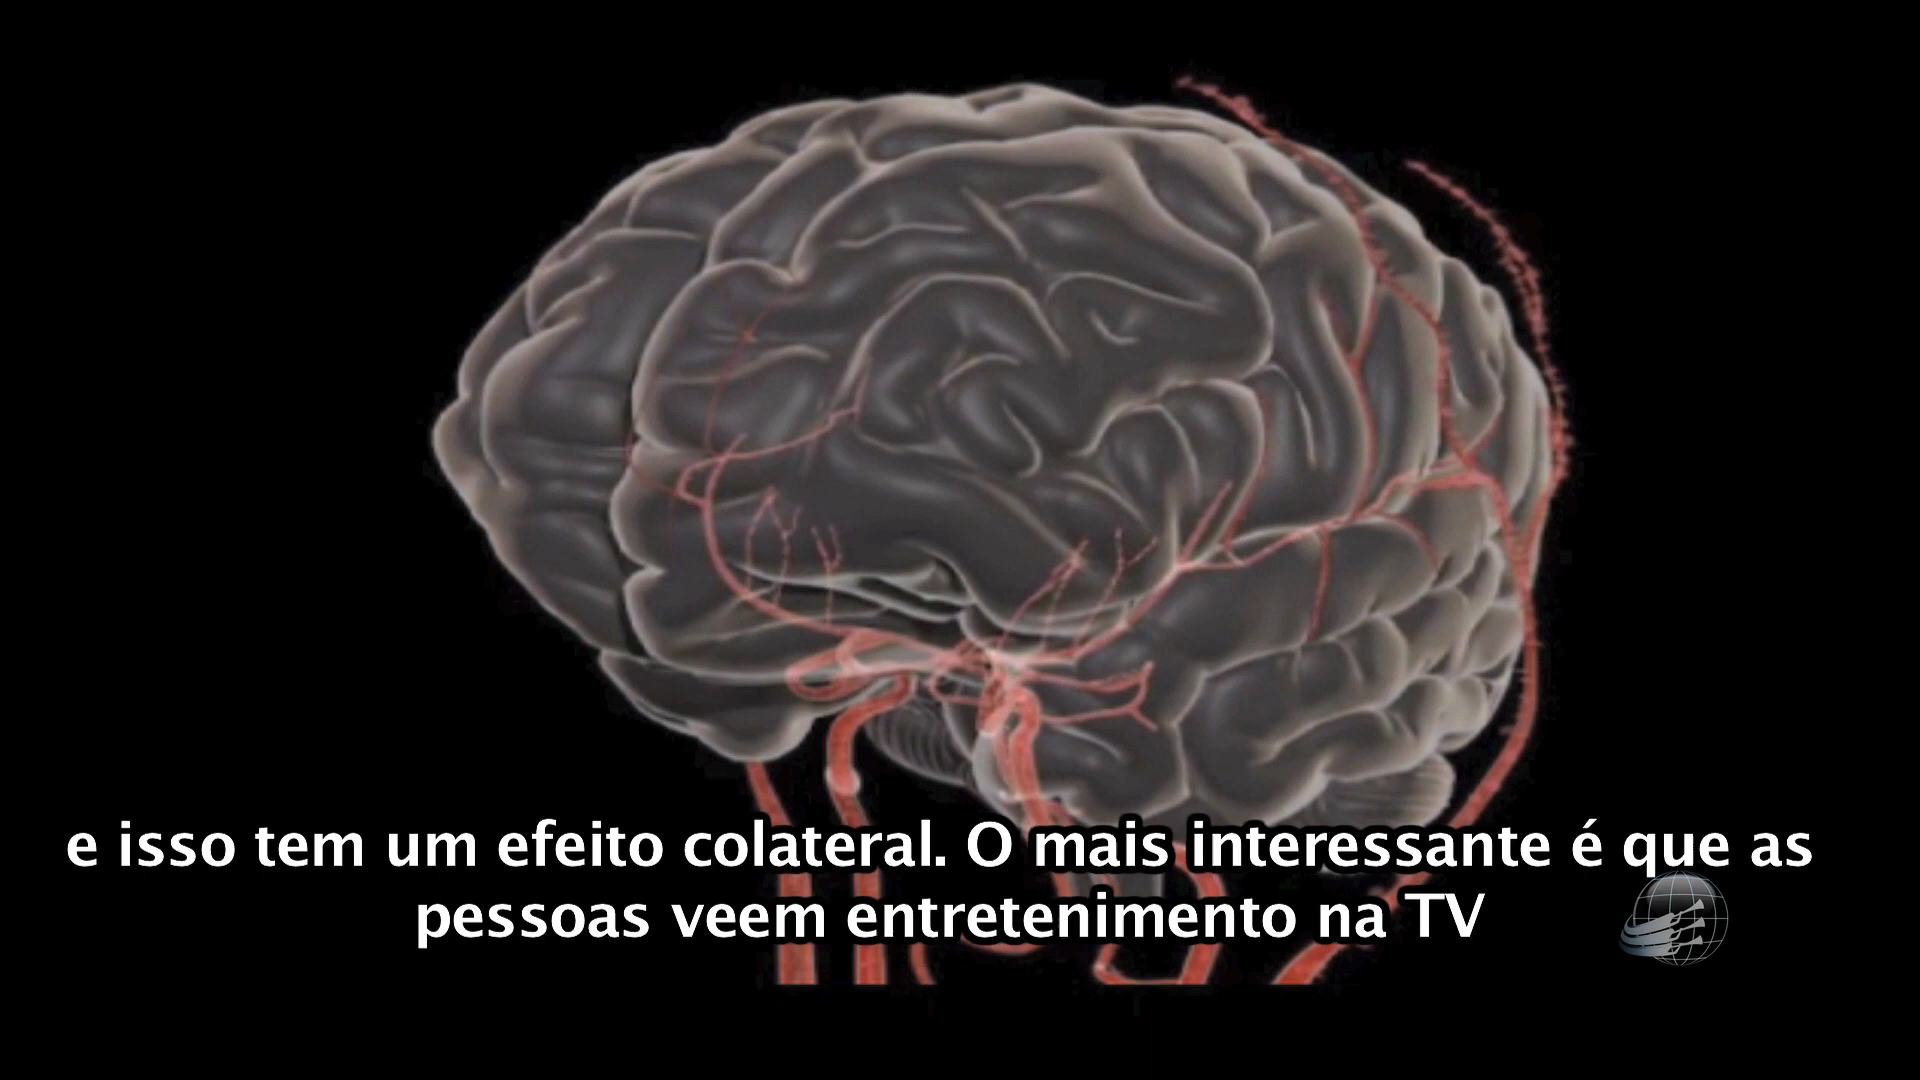 e isso tem um efeito colateral. O mais interessante é que as
pessoas veem entretenimento na TV